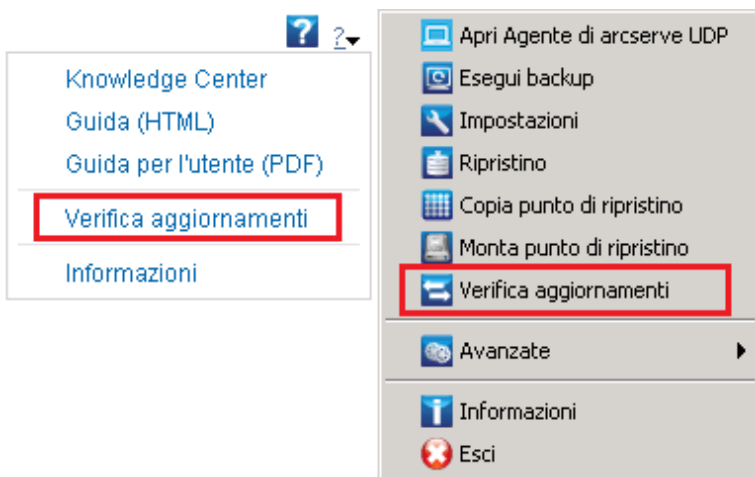 ? ?
Knowledge Center
Guida (HTML)
Guida per l'utente (PDF)
Verifica aggiornamenti
Informazioni
Apri Agente di arcserve UDP
Esegui backup
Impostazioni
Ripristino
Copia punto di ripristino
Monta punto di ripristino
Verifica aggiornamenti
Avanzate
Informazioni
Esci